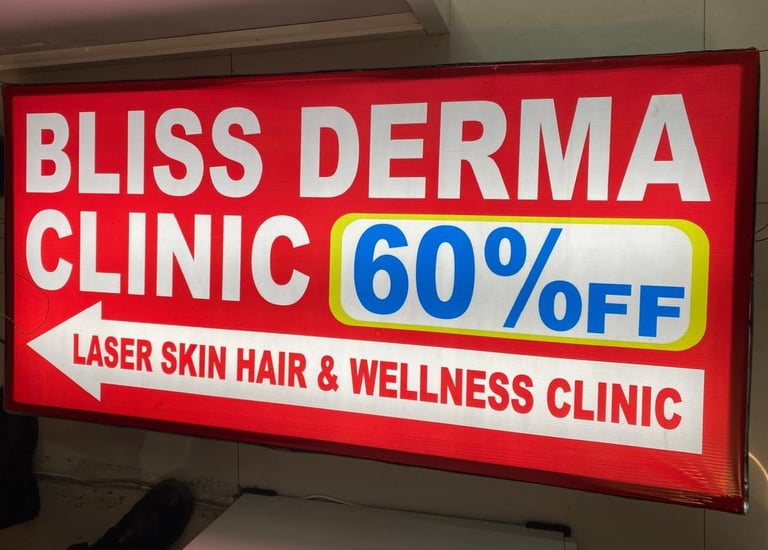 BLISS DERMA
CLINIC 60%OFF
LASER SKIN HAIR & WELLNESS CLINIC